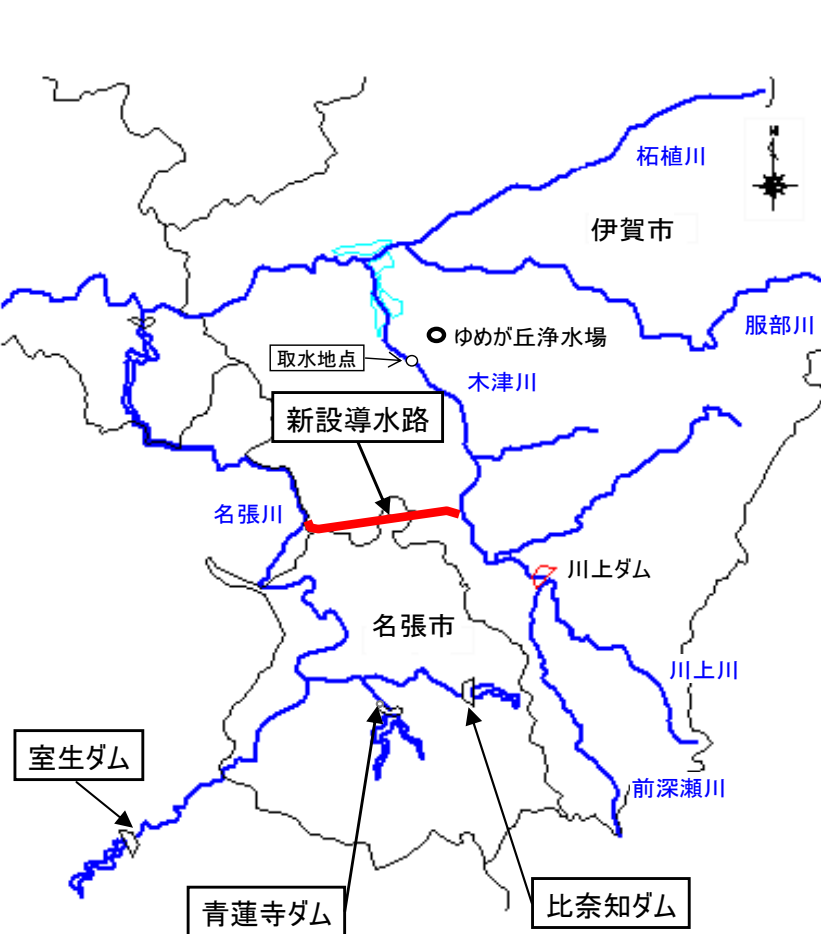 N
柘植川
伊賀市
服部川
ゆめが丘浄水場
取水地点
木津川
新設導水路
名張川
川上ダム
名張市
川上川
室生ダム
前深瀬川
青蓮寺ダム
比奈知ダム